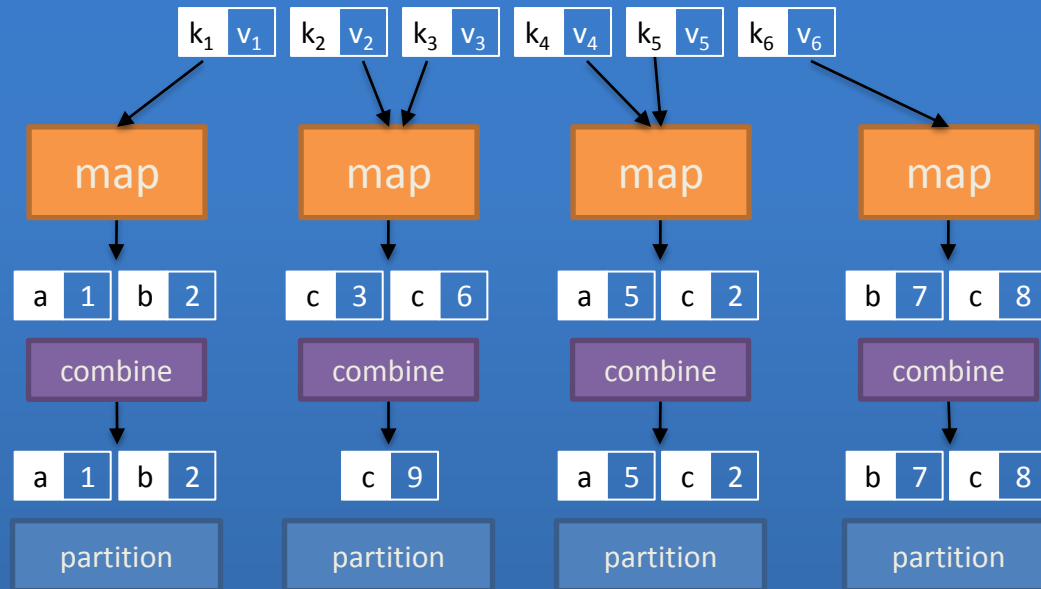 k₁ v₁ k₂ v₂ k₃ v₃ k₄ v₄ k₅ v₅ k₆ v₆
map map map map
a 1 b 2 c 3 c 6 a 5 c 2 b 7 c 8
combine combine combine combine
a 1 b 2 c 9 a 5 c 2 b 7 c 8
partition partition partition partition